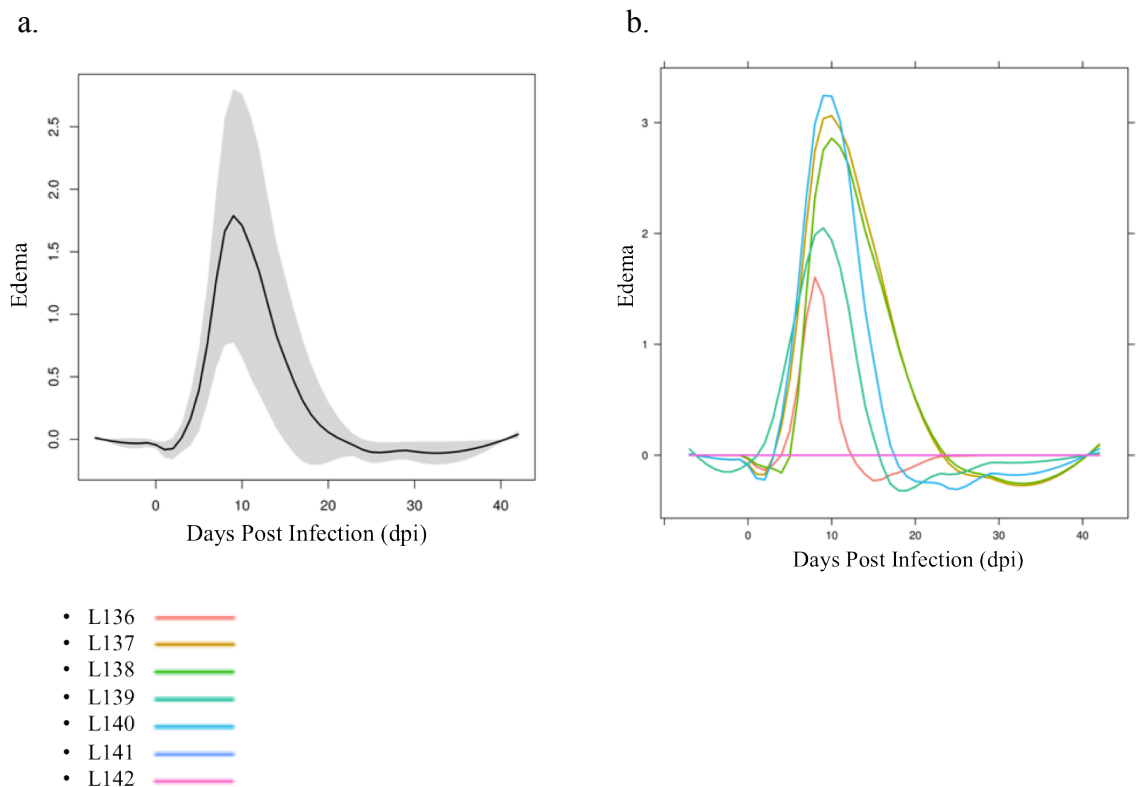 a.
b.
Edema
0.0
0.5
1.0
1.5
2.0
2.5
0 10 20 30 40
Days Post Infection (dpi)
Edema
0
1
2
3
0 10 20 30 40
Days Post Infection (dpi)
• L136
• L137
• L138
• L139
• L140
• L141
• L142